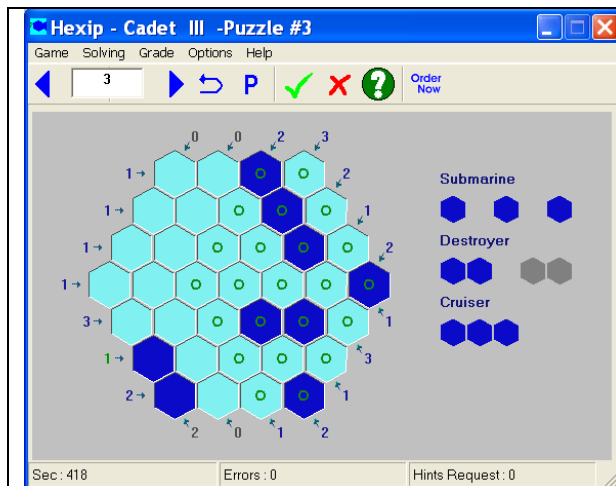 Hexip - Cadet III -Puzzle #3
Game Solving Grade Options Help
3 P ? Order
Now
0 0 2 3
1 2
1 1
1 2
1
3 1
1 3
2 1
2 0 1 2
Submarine
Destroyer
Cruiser
Sec : 418 Errors : 0 Hints Request : 0